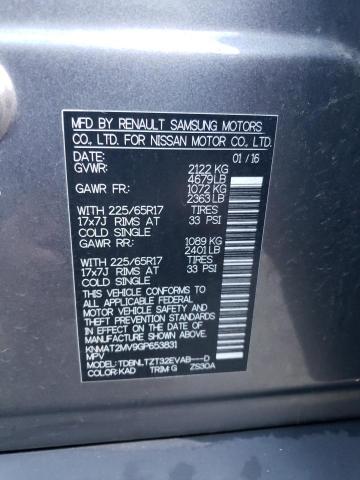 MFD BY RENAULT SAMSUNG MOTORS
CO., LTD. FOR NISSAN MOTOR CO., LTD.
DATE: 01 / 16
GVWR: 2122 KG
4679 LB
GAWR FR: 1072 KG
2363 LB
WITH 225/65R17 TIRES
17x7J RIMS AT 33 PSI
COLD SINGLE
GAWR RR: 1089 KG
2401 LB
WITH 225/65R17 TIRES
17x7J RIMS AT 33 PSI
COLD SINGLE
THIS VEHICLE CONFORMS TO ALL APPLICABLE
MOTOR VEHICLE SAFETY AND THEFT
PREVENTION STANDARDS
IN EFFECT ON THE DATE OF
MANUFACTURE SHOWN ABOVE.
KNMAT2MV9GP653831
MPV
MODEL: TDBNLTZT32EVAB---D
COLOR: KAD TRIM: G ZS30A